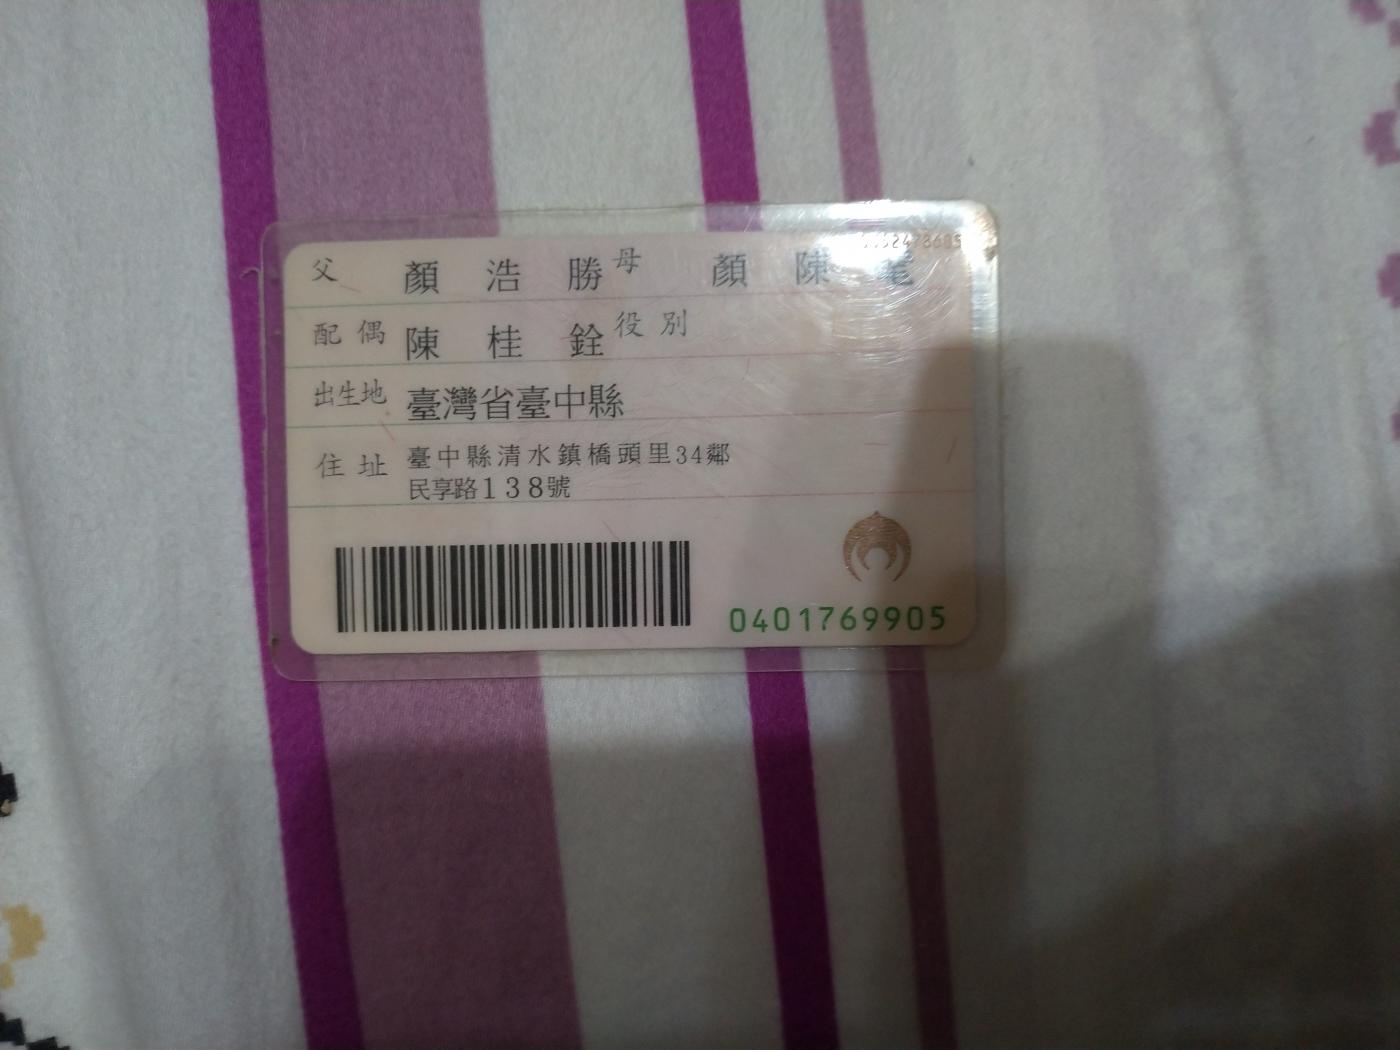 父 顏浩勝 母 顏陳
配偶 陳桂銓 役別
出生地 臺灣省臺中縣
住址 臺中縣清水鎮橋頭里34鄰
民享路138號
0401769905